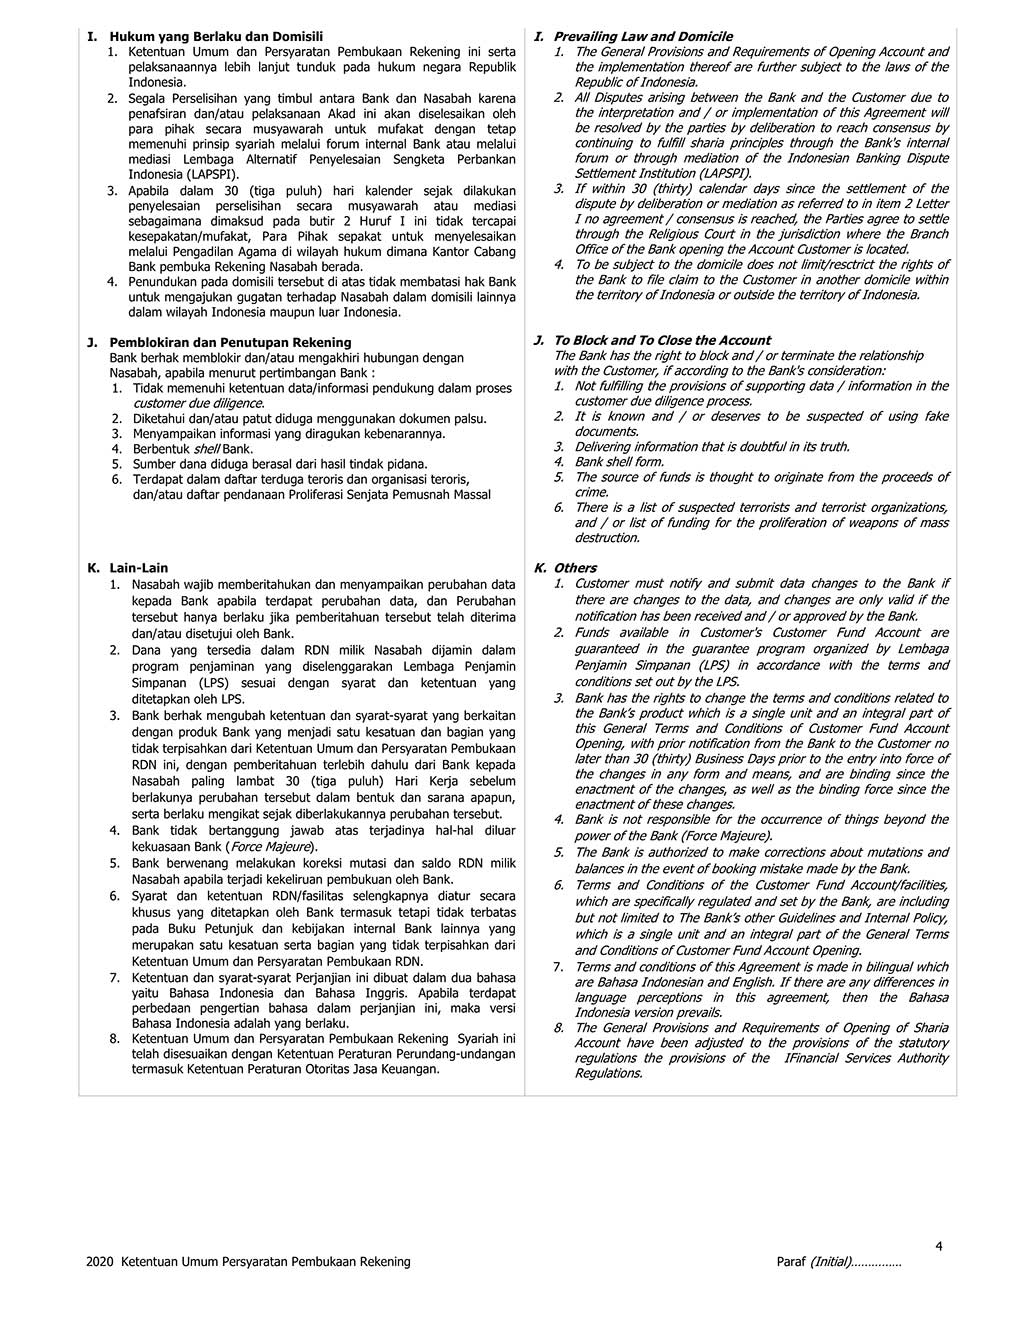 I. Hukum yang Berlaku dan Domisili
1. Ketentuan Umum dan Persyaratan Pembukaan Rekening ini serta
pelaksanaannya lebih lanjut tunduk pada hukum negara Republik
Indonesia.
2. Segala Perselisihan yang timbul antara Bank dan Nasabah karena
penafsiran dan/atau pelaksanaan Akad ini akan diselesaikan oleh
para pihak secara musyawarah untuk mufakat dengan tetap
memenuhi prinsip syariah melalui forum internal Bank atau melalui
mediasi Lembaga Alternatif Penyelesaian Sengketa Perbankan
Indonesia (LAPSPI).
3. Apabila dalam 30 (tiga puluh) hari kalender sejak dilakukan
penyelesaian perselisihan secara musyawarah atau mediasi
sebagaimana dimaksud pada butir 2 Huruf I ini tidak tercapai
kesepakatan/mufakat, Para Pihak sepakat untuk menyelesaikan
melalui Pengadilan Agama di wilayah hukum dimana Kantor Cabang
Bank pembuka Rekening Nasabah berada.
4. Penundukan pada domisili tersebut di atas tidak membatasi hak Bank
untuk mengajukan gugatan terhadap Nasabah dalam domisili lainnya
dalam wilayah Indonesia maupun luar Indonesia.
J. Pemblokiran dan Penutupan Rekening
Bank berhak memblokir dan/atau mengakhiri hubungan dengan
Nasabah, apabila menurut pertimbangan Bank :
1. Tidak memenuhi ketentuan data/informasi pendukung dalam proses
customer due diligence.
2. Diketahui dan/atau patut diduga menggunakan dokumen palsu.
3. Menyampaikan informasi yang diragukan kebenarannya.
4. Berbentuk shell Bank.
5. Sumber dana diduga berasal dari hasil tindak pidana.
6. Terdapat dalam daftar terduga teroris dan organisasi teroris,
dan/atau daftar pendanaan Proliferasi Senjata Pemusnah Massal
K. Lain-Lain
1. Nasabah wajib memberitahukan dan menyampaikan perubahan data
kepada Bank apabila terdapat perubahan data, dan Perubahan
tersebut hanya berlaku jika pemberitahuan tersebut telah diterima
dan/atau disetujui oleh Bank.
2. Dana yang tersedia dalam RDN milik Nasabah dijamin dalam
program penjaminan yang diselenggarakan Lembaga Penjamin
Simpanan (LPS) sesuai dengan syarat dan ketentuan yang
ditetapkan oleh LPS.
3. Bank berhak mengubah ketentuan dan syarat-syarat yang berkaitan
dengan produk Bank yang menjadi satu kesatuan dan bagian yang
tidak terpisahkan dari Ketentuan Umum dan Persyaratan Pembukaan
RDN ini, dengan pemberitahuan terlebih dahulu dari Bank kepada
Nasabah paling lambat 30 (tiga puluh) Hari Kerja sebelum
berlakunya perubahan tersebut dalam bentuk dan sarana apapun,
serta berlaku mengikat sejak diberlakukannya perubahan tersebut.
4. Bank tidak bertanggung jawab atas terjadinya hal-hal diluar
kekuasaan Bank (Force Majeure).
5. Bank berwenang melakukan koreksi mutasi dan saldo RDN milik
Nasabah apabila terjadi kekeliruan pembukuan oleh Bank.
6. Syarat dan ketentuan RDN/fasilitas selengkapnya diatur secara
khusus yang ditetapkan oleh Bank termasuk tetapi tidak terbatas
pada Buku Petunjuk dan kebijakan internal Bank lainnya yang
merupakan satu kesatuan serta bagian yang tidak terpisahkan dari
Ketentuan Umum dan Persyaratan Pembukaan RDN.
7. Ketentuan dan syarat-syarat Perjanjian ini dibuat dalam dua bahasa
yaitu Bahasa Indonesia dan Bahasa Inggris. Apabila terdapat
perbedaan pengertian bahasa dalam perjanjian ini, maka versi
Bahasa Indonesia adalah yang berlaku.
8. Ketentuan Umum dan Persyaratan Pembukaan Rekening Syariah ini
telah disesuaikan dengan Ketentuan Peraturan Perundang-undangan
termasuk Ketentuan Peraturan Otoritas Jasa Keuangan.
I. Prevailing Law and Domicile
1. The General Provisions and Requirements of Opening Account and
the implementation thereof are further subject to the laws of the
Republic of Indonesia.
2. All Disputes arising between the Bank and the Customer due to
the interpretation and / or implementation of this Agreement will
be resolved by the parties by deliberation to reach consensus by
continuing to fulfill sharia principles through the Bank's internal
forum or through mediation of the Indonesian Banking Dispute
Settlement Institution (LAPSPI).
3. If within 30 (thirty) calendar days since the settlement of the
dispute by deliberation or mediation as referred to in item 2 Letter
I no agreement / consensus is reached, the Parties agree to settle
through the Religious Court in the jurisdiction where the Branch
Office of the Bank opening the Account Customer is located.
4. To be subject to the domicile does not limit/resctrict the rights of
the Bank to file claim to the Customer in another domicile within
the territory of Indonesia or outside the territory of Indonesia.
J. To Block and To Close the Account
The Bank has the right to block and / or terminate the relationship
with the Customer, if according to the Bank's consideration:
1. Not fulfilling the provisions of supporting data / information in the
customer due diligence process.
2. It is known and / or deserves to be suspected of using fake
documents.
3. Delivering information that is doubtful in its truth.
4. Bank shell form.
5. The source of funds is thought to originate from the proceeds of
crime.
6. There is a list of suspected terrorists and terrorist organizations,
and / or list of funding for the proliferation of weapons of mass
destruction.
K. Others
1. Customer must notify and submit data changes to the Bank if
there are changes to the data, and changes are only valid if the
notification has been received and / or approved by the Bank.
2. Funds available in Customer's Customer Fund Account are
guaranteed in the guarantee program organized by Lembaga
Penjamin Simpanan (LPS) in accordance with the terms and
conditions set out by the LPS.
3. Bank has the rights to change the terms and conditions related to
the Bank's product which is a single unit and an integral part of
this General Terms and Conditions of Customer Fund Account
Opening, with prior notification from the Bank to the Customer no
later than 30 (thirty) Business Days prior to the entry into force of
the changes in any form and means, and are binding since the
enactment of the changes, as well as the binding force since the
enactment of these changes.
4. Bank is not responsible for the occurrence of things beyond the
power of the Bank (Force Majeure).
5. The Bank is authorized to make corrections about mutations and
balances in the event of booking mistake made by the Bank.
6. Terms and Conditions of the Customer Fund Account/facilities,
which are specifically regulated and set by the Bank, are including
but not limited to The Bank's other Guidelines and Internal Policy,
which is a single unit and an integral part of the General Terms
and Conditions of Customer Fund Account Opening.
7. Terms and conditions of this Agreement is made in bilingual which
are Bahasa Indonesian and English. If there are any differences in
language perceptions in this agreement, then the Bahasa
Indonesia version prevails.
8. The General Provisions and Requirements of Opening of Sharia
Account have been adjusted to the provisions of the statutory
regulations the provisions of the IFinancial Services Authority
Regulations.
4
2020 Ketentuan Umum Persyaratan Pembukaan Rekening
Paraf (Initial)...............